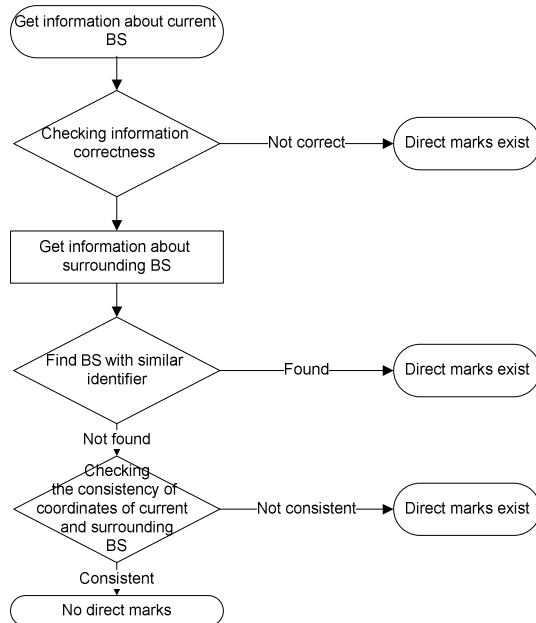 Get information about current
BS
Checking information
correctness
Not correct
Direct marks exist
Get information about
surrounding BS
Find BS with similar
identifier
Found
Direct marks exist
Not found
Checking
the consistency of
coordinates of current
and surrounding
BS
Not consistent
Direct marks exist
Consistent
No direct marks